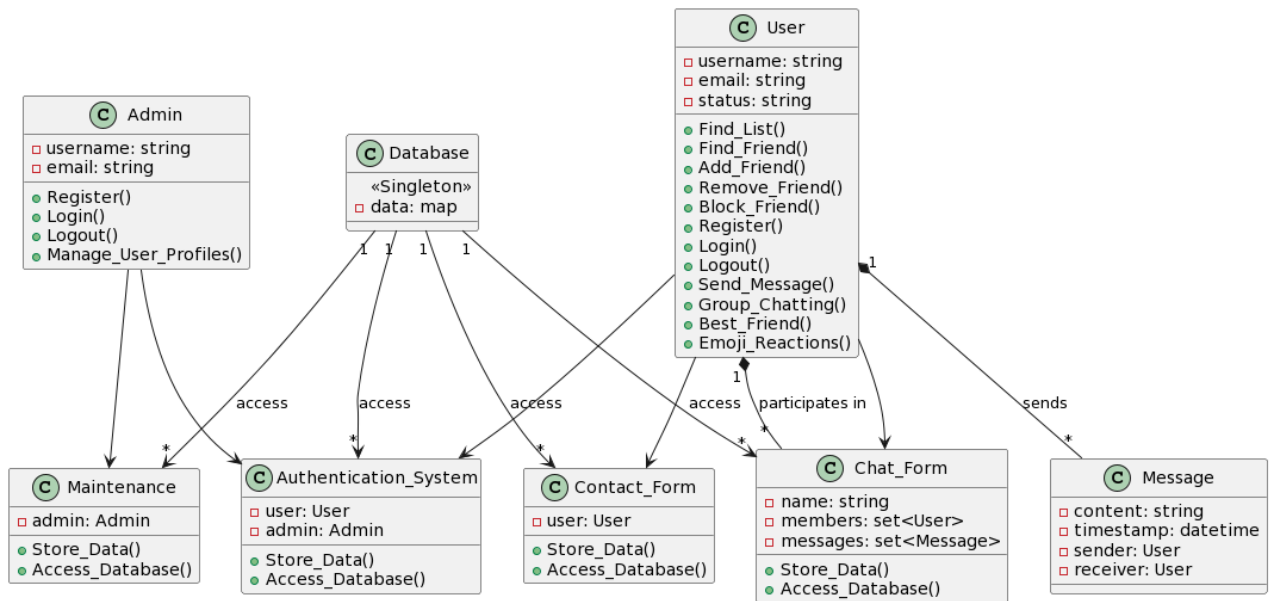 C User
username: string
email: string
status: string
Find_List()
Find_Friend()
Add_Friend()
Remove_Friend()
Block_Friend()
Register()
Login()
Logout()
Send_Message()
Group_Chatting()
Best_Friend()
Emoji_Reactions()
C Admin
username: string
email: string
Register()
Login()
Logout()
Manage_User_Profiles()
C Database
«Singleton»
data: map
1 1 1 1
1
1
access access access access participates in sends
* * * * * *
C Maintenance
admin: Admin
Store_Data()
Access_Database()
C Authentication_System
user: User
admin: Admin
Store_Data()
Access_Database()
C Contact_Form
user: User
Store_Data()
Access_Database()
C Chat_Form
name: string
members: set<User>
messages: set<Message>
Store_Data()
Access_Database()
C Message
content: string
timestamp: datetime
sender: User
receiver: User